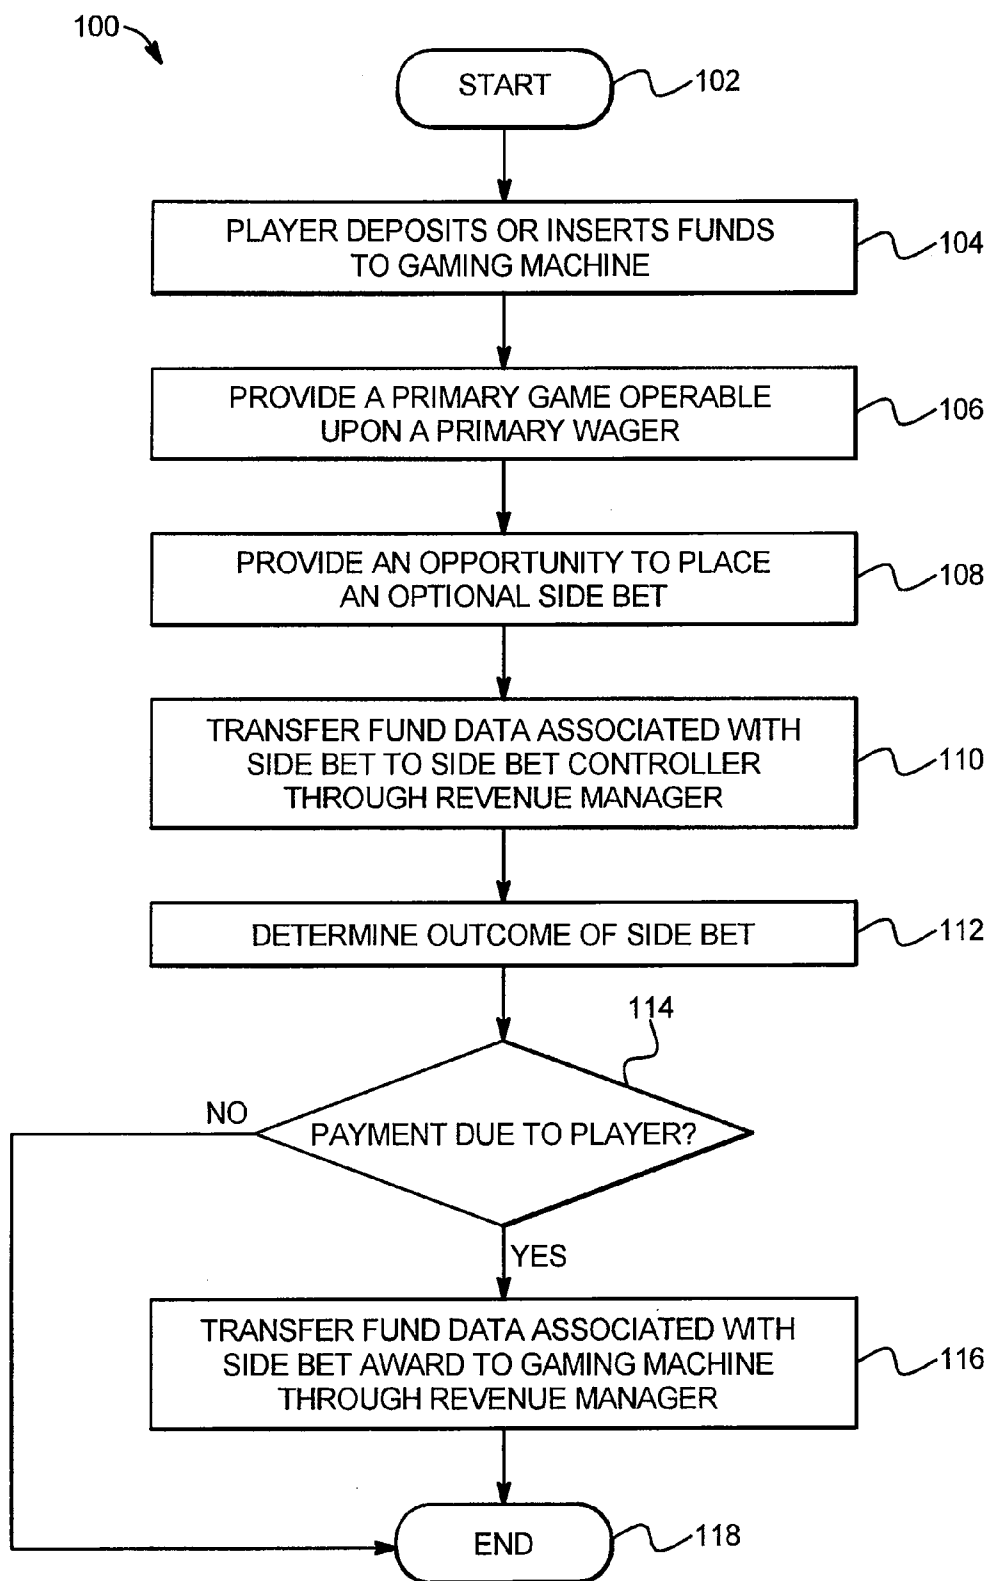 100
START
102
PLAYER DEPOSITS OR INSERTS FUNDS
TO GAMING MACHINE
104
PROVIDE A PRIMARY GAME OPERABLE
UPON A PRIMARY WAGER
106
PROVIDE AN OPPORTUNITY TO PLACE
AN OPTIONAL SIDE BET
108
TRANSFER FUND DATA ASSOCIATED WITH
SIDE BET TO SIDE BET CONTROLLER
THROUGH REVENUE MANAGER
110
DETERMINE OUTCOME OF SIDE BET
112
114
NO
PAYMENT DUE TO PLAYER?
YES
TRANSFER FUND DATA ASSOCIATED WITH
SIDE BET AWARD TO GAMING MACHINE
THROUGH REVENUE MANAGER
116
END
118